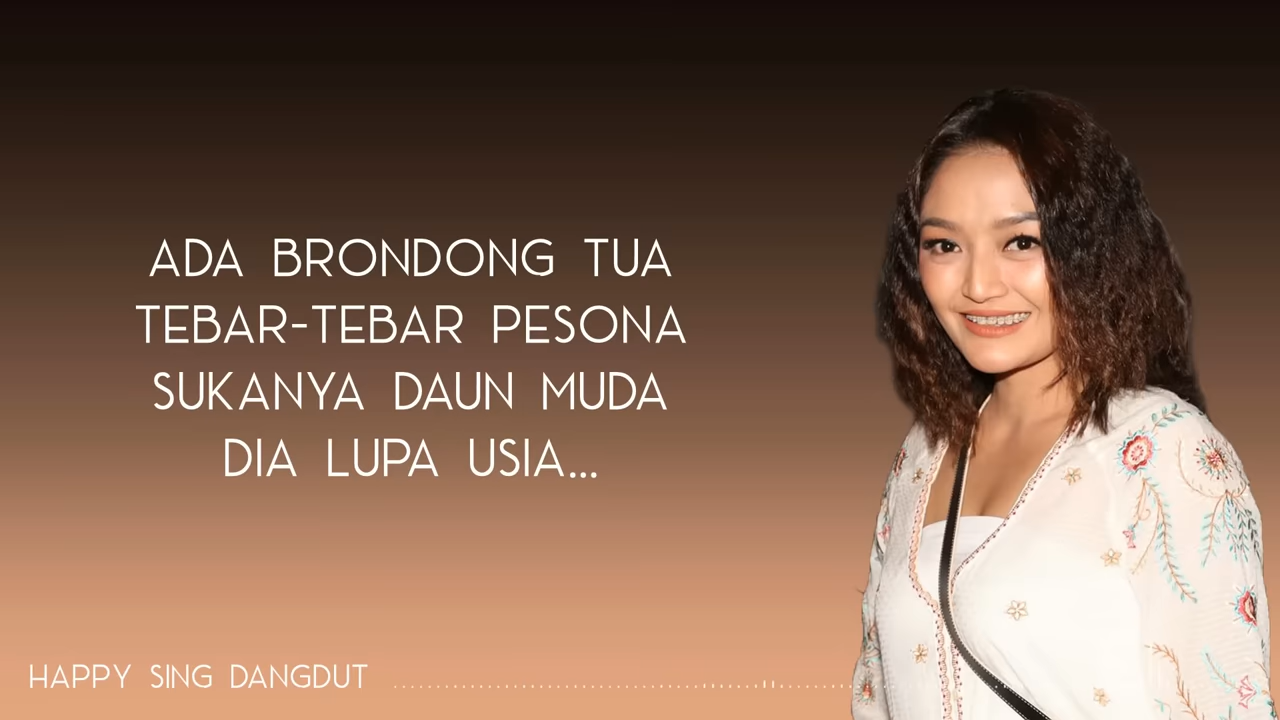 ADA BRONDONG TUA
TEBAR-TEBAR PESONA
SUKANYA DAUN MUDA
DIA LUPA USIA...
HAPPY SING DANGDUT